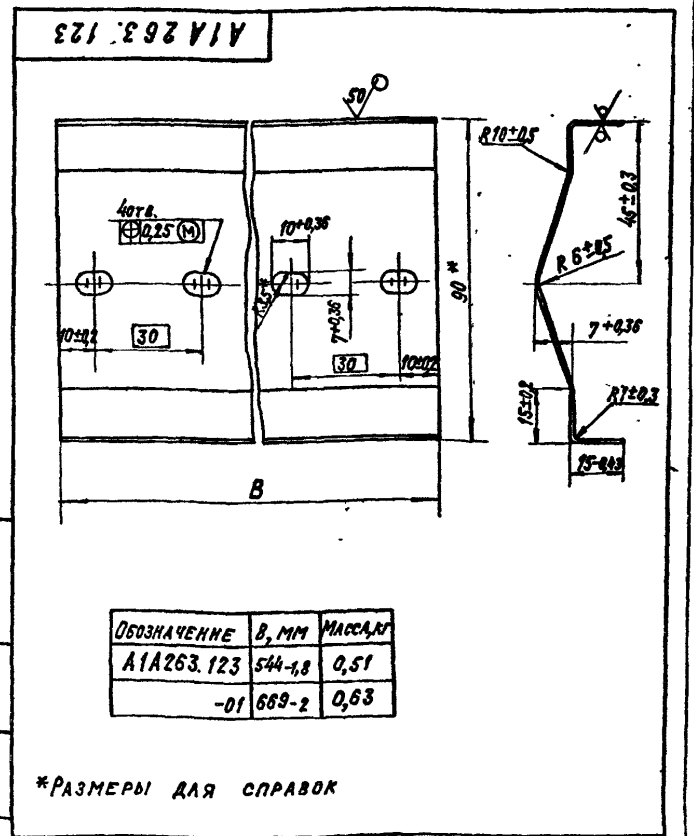 А1А263.123
50
4отв.
0,25 (М)
10+0,36
R3,5*
7+0,36
90*
10±0,2
30
30
10±0,2
В
R10±0,5
46±0,3
R6±0,5
7+0,36
15±0,2
R1±0,3
15-0,43
ОБОЗНАЧЕНИЕ В, ММ МАССА,КГ
А1А263.123 544-1,8 0,51
-01 669-2 0,63
*РАЗМЕРЫ ДЛЯ СПРАВОК